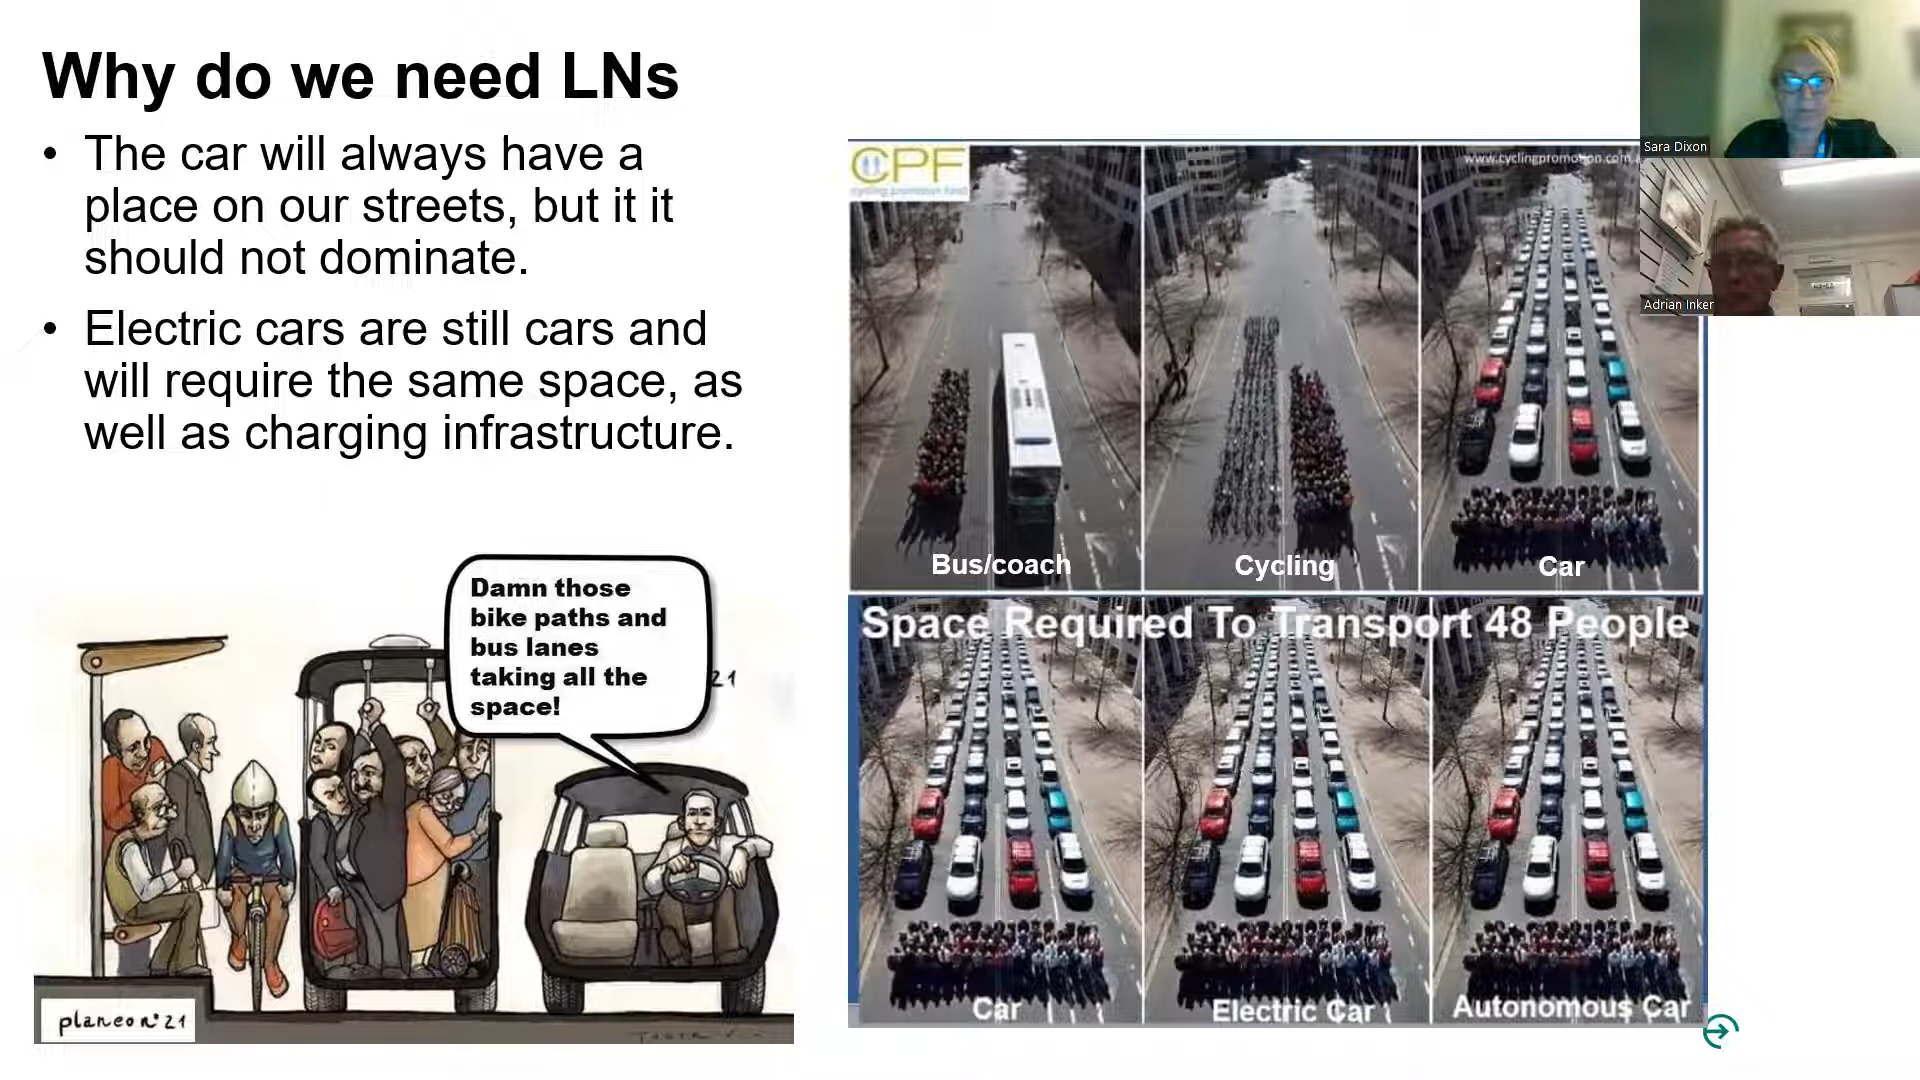 Why do we need LNs
• The car will always have a
place on our streets, but it it
should not dominate.
• Electric cars are still cars and
will require the same space, as
well as charging infrastructure.
Damn those
bike paths and
bus lanes
taking all the
space!
21
planeo n° 21
CPF
cycling promotion fund
www.cyclingpromotion.com
Bus/coach
Cycling
Car
Space Required To Transport 48 People
Car
Electric Car
Autonomous Car
Sara Dixon
Adrian Inker